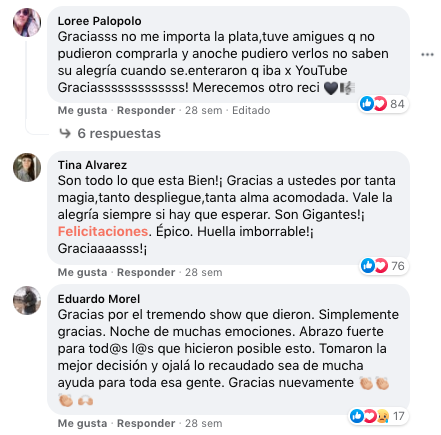 Loree Palopolo
Graciasss no me importa la plata,tuve amigues q no
pudieron comprarla y anoche pudiero verlos no saben
su alegría cuando se.enteraron q iba x YouTube
Graciasssssssssssss! Merecemos otro reci 🖤🎼
Me gusta · Responder · 28 sem · Editado
84
6 respuestas
Tina Alvarez
Son todo lo que esta Bien!¡ Gracias a ustedes por tanta
magia,tanto despliegue,tanta alma acomodada. Vale la
alegría siempre si hay que esperar. Son Gigantes!¡
Felicitaciones. Épico. Huella imborrable!¡
Graciaaaasss!¡
Me gusta · Responder · 28 sem
76
Eduardo Morel
Gracias por el tremendo show que dieron. Simplemente
gracias. Noche de muchas emociones. Abrazo fuerte
para tod@s l@s que hicieron posible esto. Tomaron la
mejor decisión y ojalá lo recaudado sea de mucha
ayuda para toda esa gente. Gracias nuevamente 👏🏼👏🏼
👏🏼🙌🏼
Me gusta · Responder · 28 sem
17